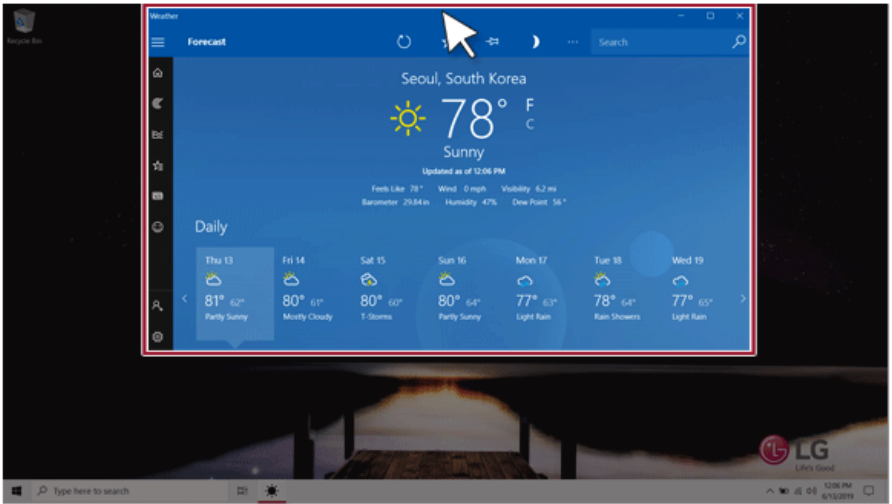 Recycle Bin
Weather
Forecast
Search
Seoul, South Korea
78° F
C
Sunny
Updated as of 12:06 PM
Feels Like 78° Wind 0 mph Visibility 6.2 mi
Barometer 29.84 in Humidity 47% Dew Point 56°
Daily
Thu 13 Fri 14 Sat 15 Sun 16 Mon 17 Tue 18 Wed 19
81° 62° 80° 61° 80° 60° 80° 64° 77° 63° 78° 64° 77° 65°
Partly Sunny Mostly Cloudy T-Storms Partly Sunny Light Rain Rain Showers Light Rain
LG
Life's Good
Type here to search
12:06 PM
6/13/2019